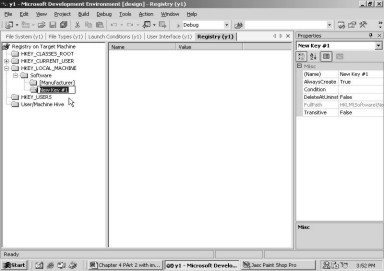 y1 - Microsoft Development Environment [design] - Registry (y1)
File Edit View Project Build Debug Tools Action Window Help
Debug
File System (y1) File Types (y1) Launch Conditions (y1) User Interface (y1) Registry (y1)
Registry on Target Machine
HKEY_CLASSES_ROOT
HKEY_CURRENT_USER
HKEY_LOCAL_MACHINE
Software
[Manufacturer]
New Key #1
HKEY_USERS
User/Machine Hive
Name Value
Properties
New Key #1
Misc
(Name) New Key #1
AlwaysCreate True
Condition
DeleteAtUninst False
FullPath
Transitive False
Misc
Ready
Start Chapter 4 PArt 2 with im... y1 - Microsoft Develo... Jasc Paint Shop Pro 3:52 PM